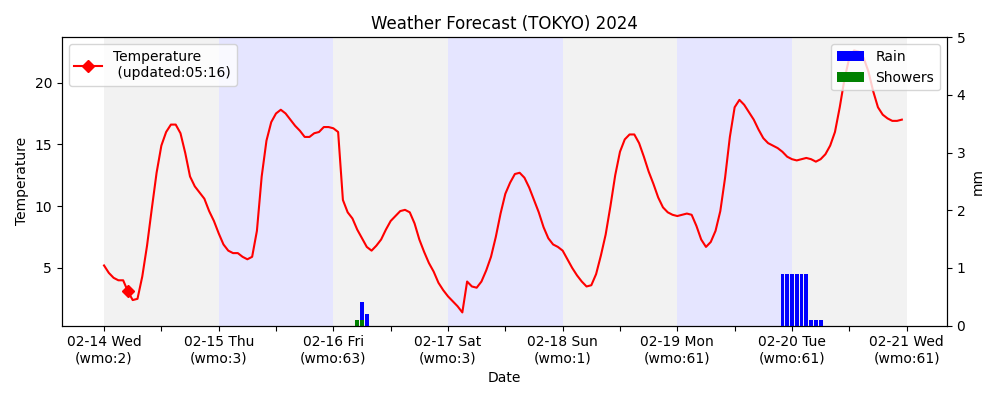 Weather Forecast (TOKYO) 2024
Temperature
(updated:05:16)
Rain
Showers
Temperature
20
15
10
5
5
4
3
2
1
0
mm
02-14 Wed
(wmo:2)
02-15 Thu
(wmo:3)
02-16 Fri
(wmo:63)
02-17 Sat
(wmo:3)
02-18 Sun
(wmo:1)
02-19 Mon
(wmo:61)
02-20 Tue
(wmo:61)
02-21 Wed
(wmo:61)
Date